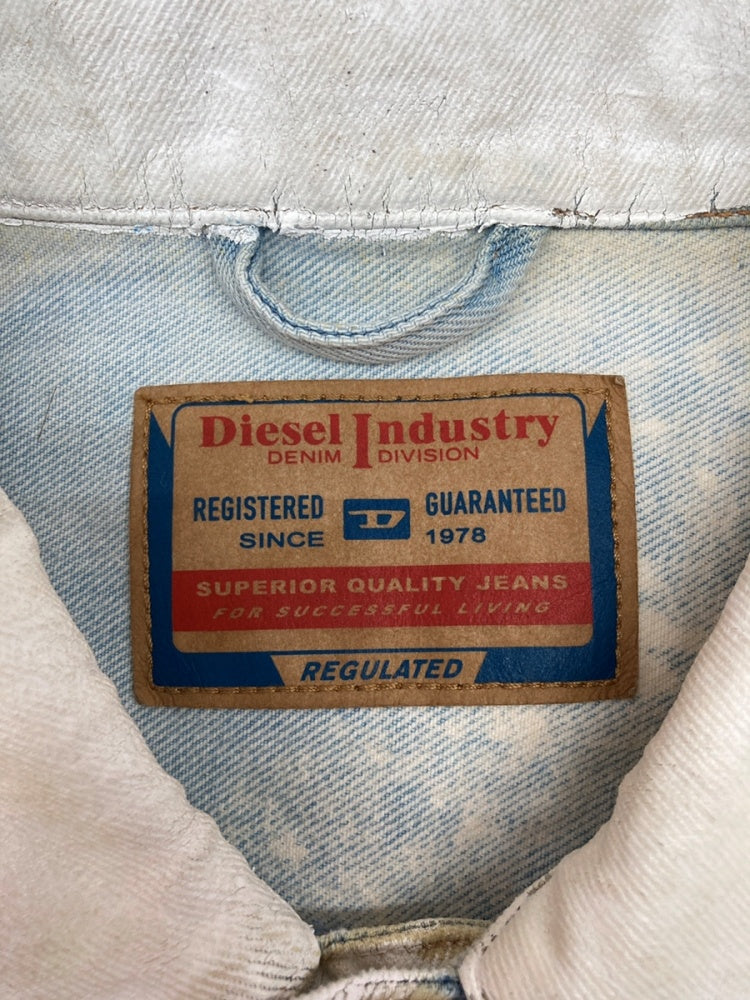 Diesel Industry
DENIM DIVISION
REGISTERED D GUARANTEED
SINCE 1978
SUPERIOR QUALITY JEANS
FOR SUCCESSFUL LIVING
REGULATED